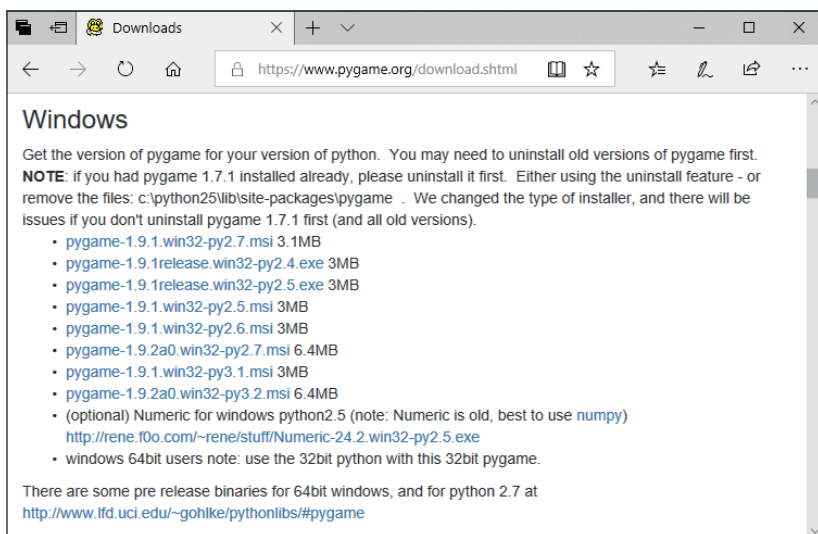 Downloads
https://www.pygame.org/download.shtml
Windows
Get the version of pygame for your version of python. You may need to uninstall old versions of pygame first.
NOTE: if you had pygame 1.7.1 installed already, please uninstall it first. Either using the uninstall feature - or
remove the files: c:\python25\lib\site-packages\pygame . We changed the type of installer, and there will be
issues if you don't uninstall pygame 1.7.1 first (and all old versions).
• pygame-1.9.1.win32-py2.7.msi 3.1MB
• pygame-1.9.1release.win32-py2.4.exe 3MB
• pygame-1.9.1release.win32-py2.5.exe 3MB
• pygame-1.9.1.win32-py2.5.msi 3MB
• pygame-1.9.1.win32-py2.6.msi 3MB
• pygame-1.9.2a0.win32-py2.7.msi 6.4MB
• pygame-1.9.1.win32-py3.1.msi 3MB
• pygame-1.9.2a0.win32-py3.2.msi 6.4MB
• (optional) Numeric for windows python2.5 (note: Numeric is old, best to use numpy)
http://rene.f0o.com/~rene/stuff/Numeric-24.2.win32-py2.5.exe
• windows 64bit users note: use the 32bit python with this 32bit pygame.
There are some pre release binaries for 64bit windows, and for python 2.7 at
http://www.lfd.uci.edu/~gohlke/pythonlibs/#pygame